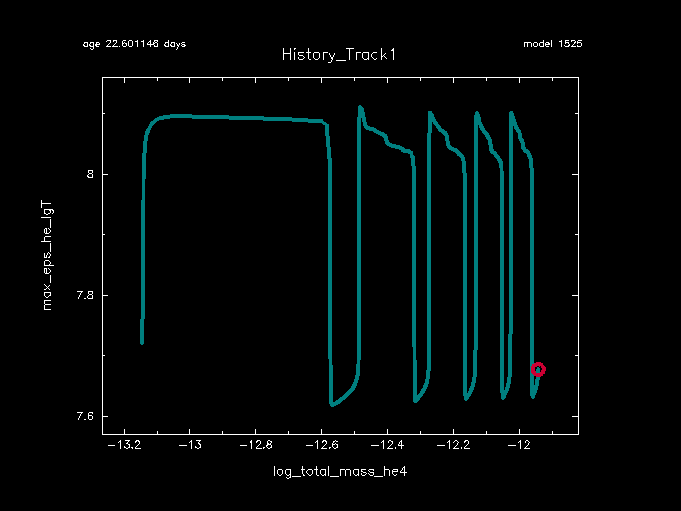 age 22.601146 days
model 1525
History_Track1
max_eps_he_lgT
8
7.8
7.6
−13.2 −13 −12.8 −12.6 −12.4 −12.2 −12
log_total_mass_he4